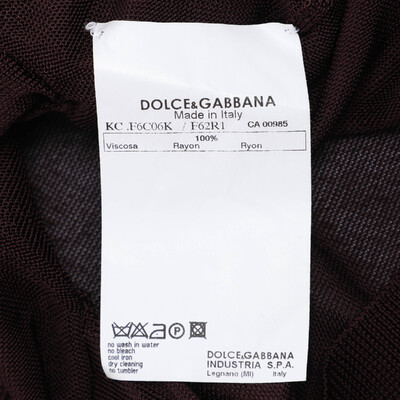 DOLCE&GABBANA
Made in Italy
KC .F6C06K / F62R1 CA 00985
100%
Viscosa Rayon Ryon
P
no wash in water
no bleach
cool iron
dry cleaning
no tumbler
DOLCE&GABBANA
INDUSTRIA S.P.A.
Legnano (MI) Italy